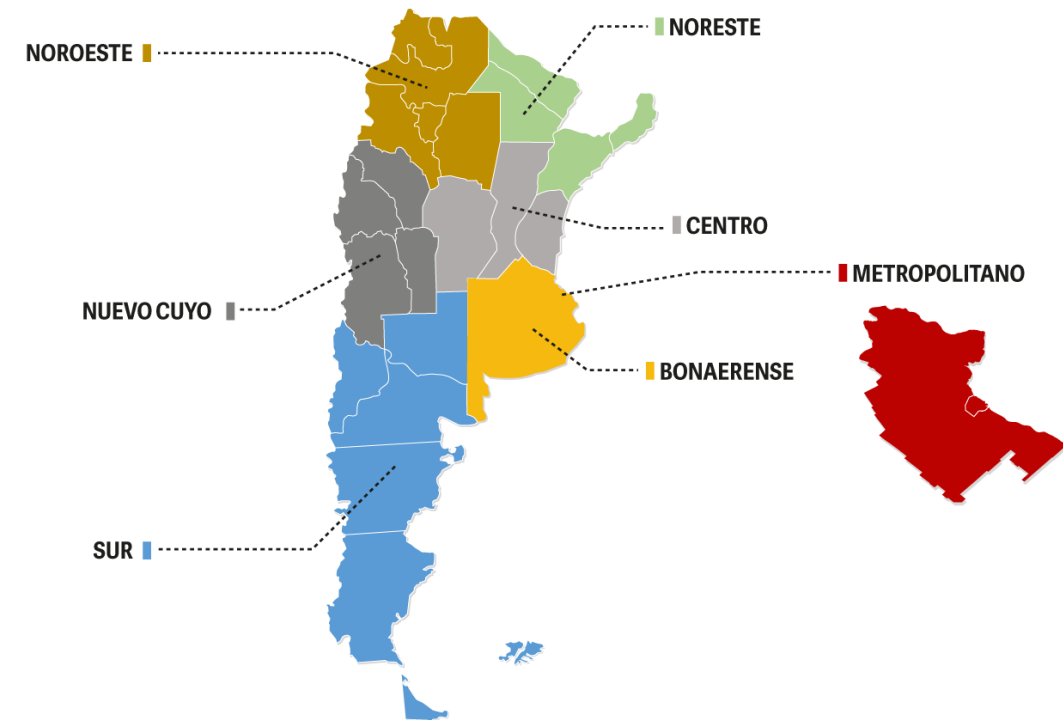 NORESTE
NOROESTE
CENTRO
METROPOLITANO
NUEVO CUYO
BONAERENSE
SUR